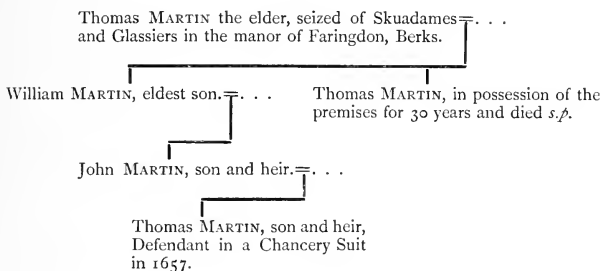 Thomas MARTIN the elder, seized of Skuadames=. . .
and Glassiers in the manor of Faringdon, Berks.
William MARTIN, eldest son.=. . .
Thomas MARTIN, in possession of the
premises for 30 years and died s.p.
John MARTIN, son and heir.=. . .
Thomas MARTIN, son and heir,
Defendant in a Chancery Suit
in 1657.